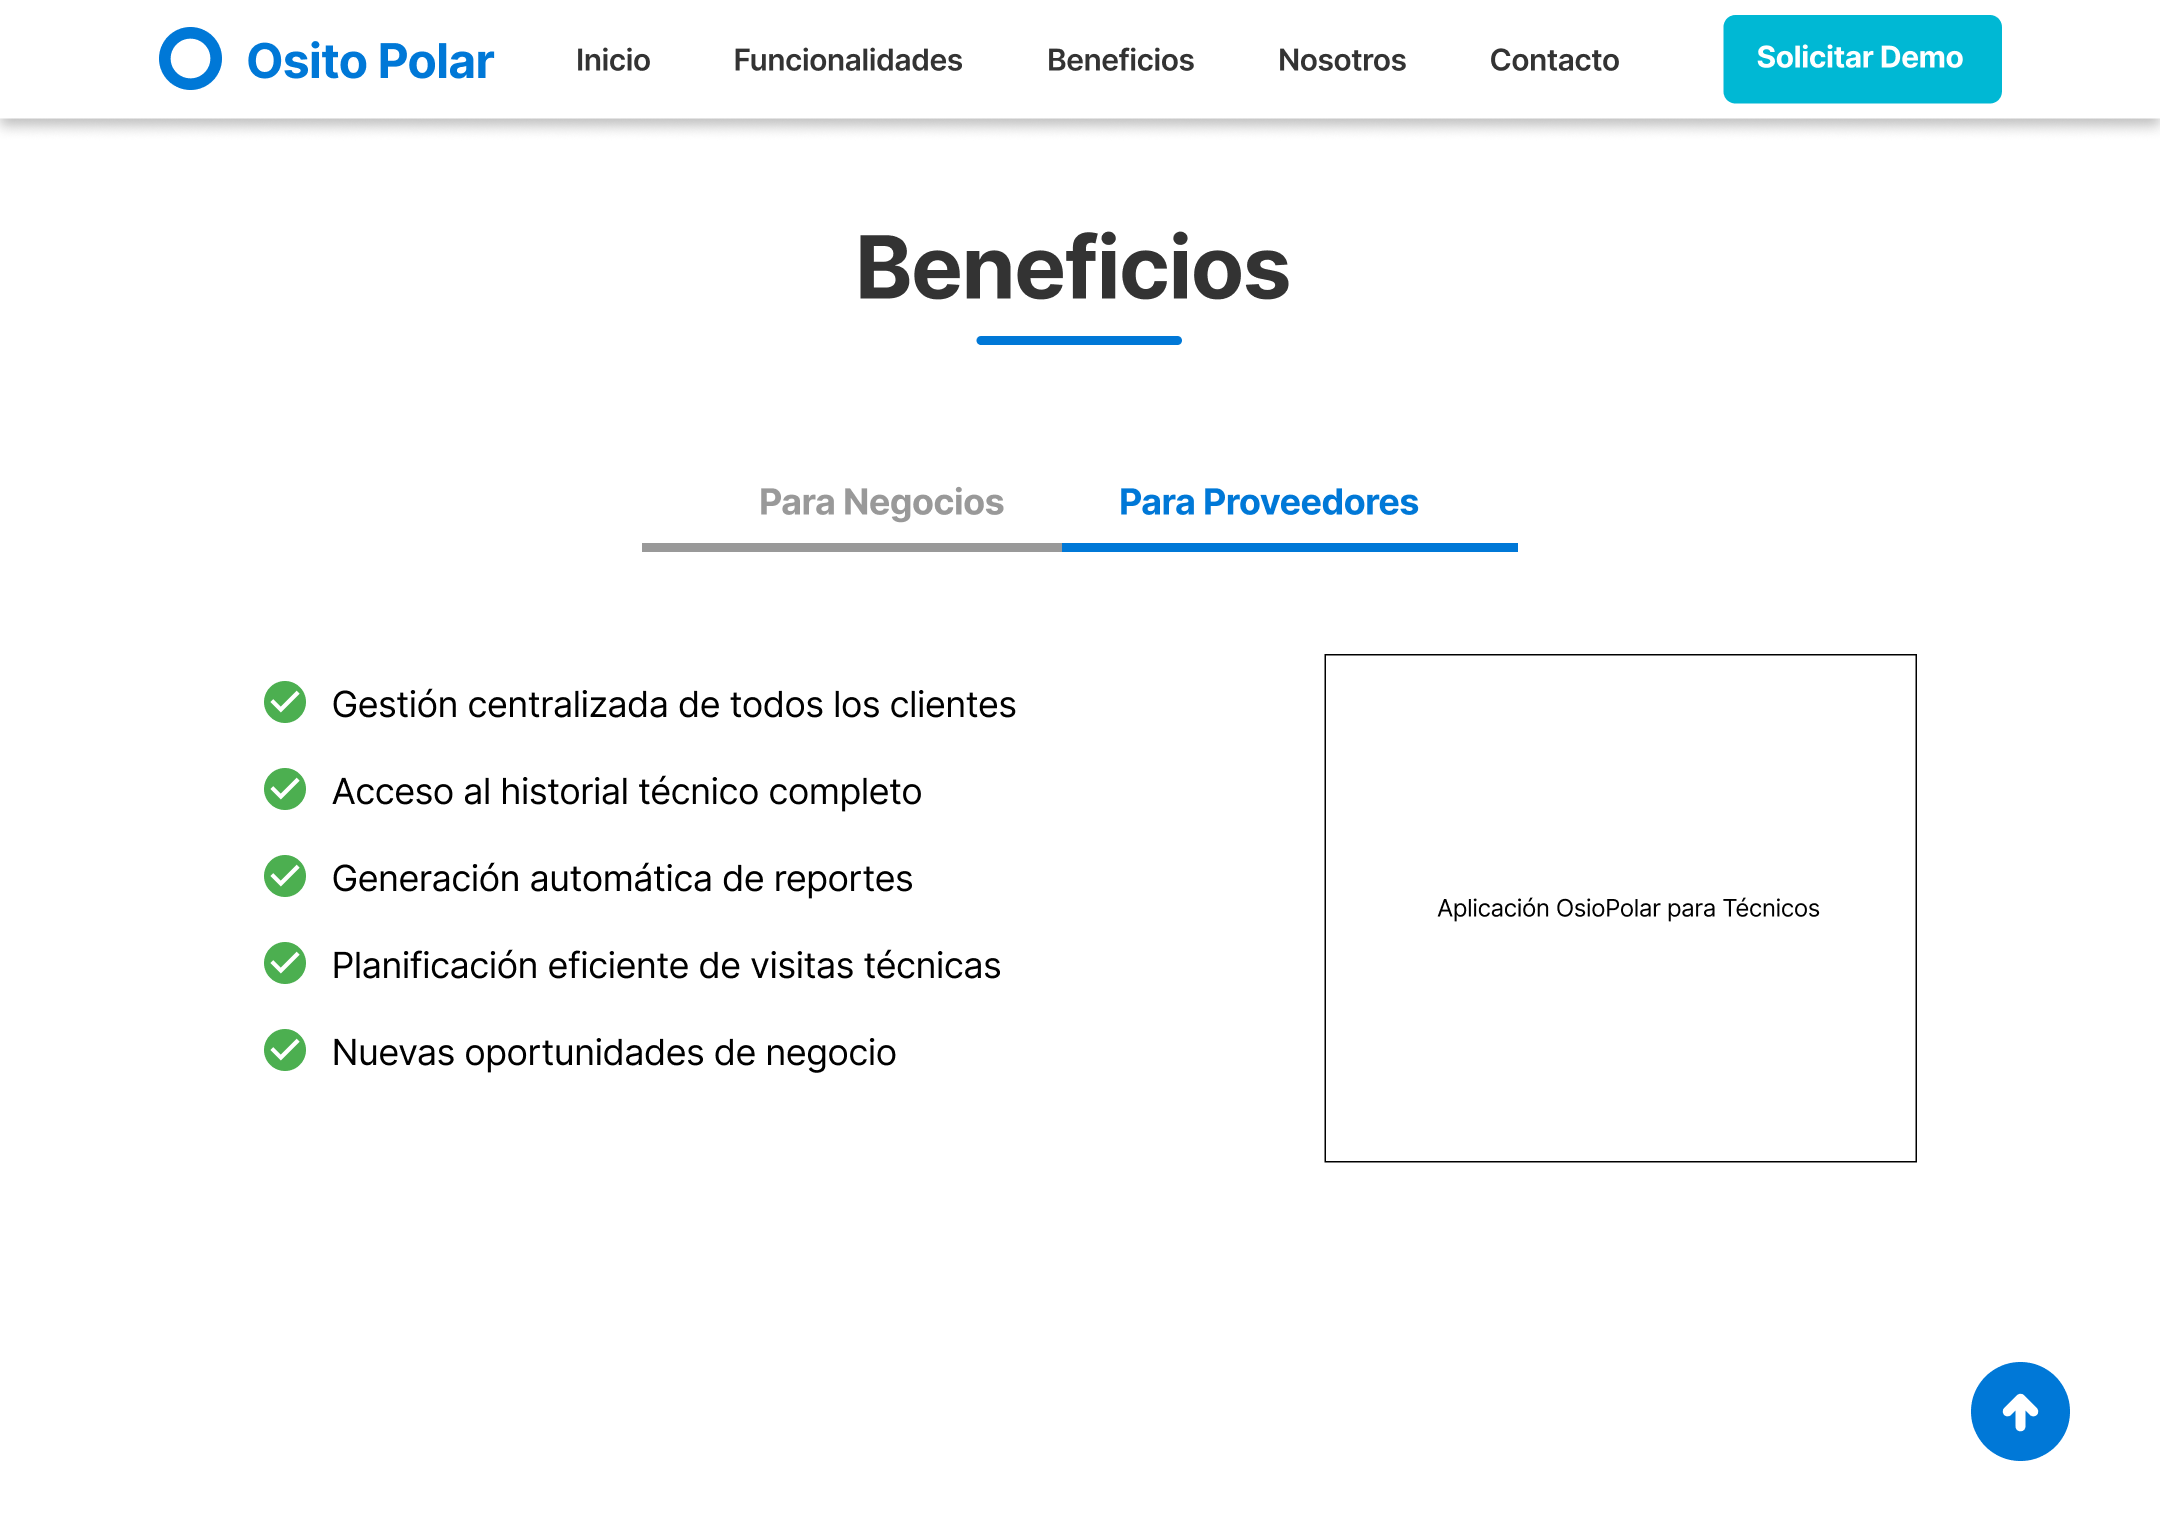 Osito Polar
Inicio
Funcionalidades
Beneficios
Nosotros
Contacto
Solicitar Demo
Beneficios
Para Negocios
Para Proveedores
Gestión centralizada de todos los clientes
Acceso al historial técnico completo
Generación automática de reportes
Planificación eficiente de visitas técnicas
Nuevas oportunidades de negocio
Aplicación OsioPolar para Técnicos